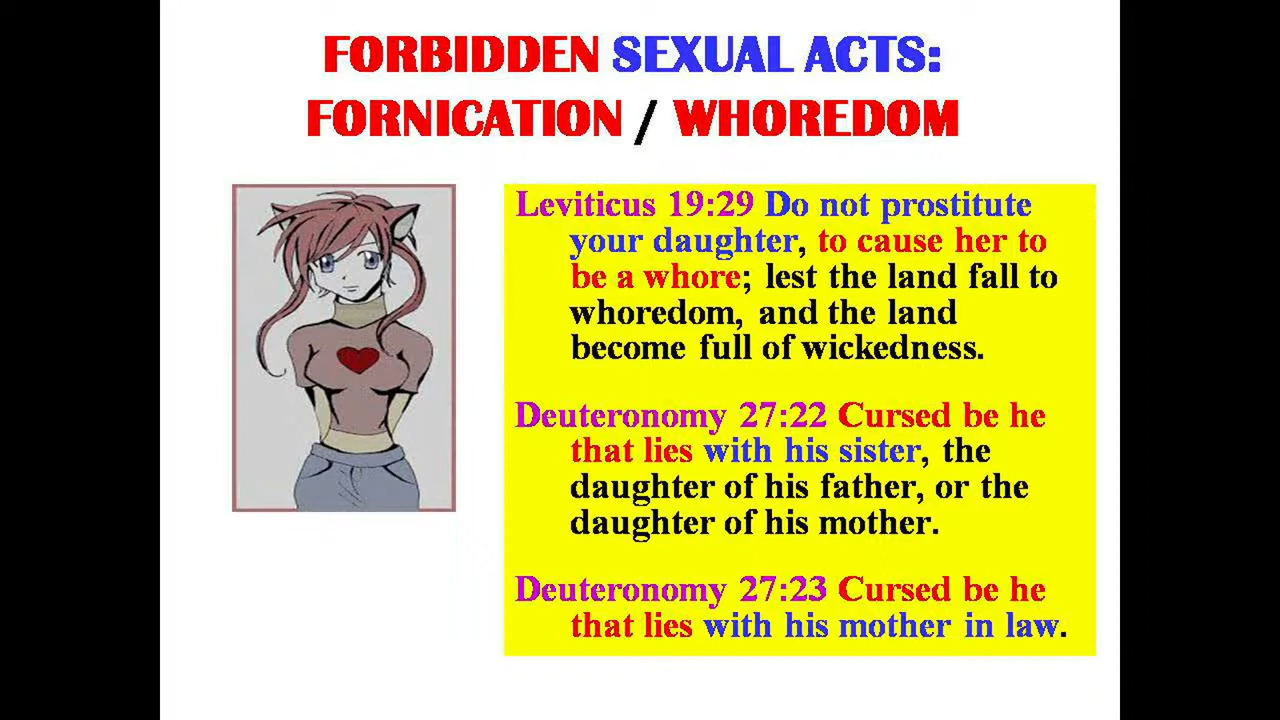 FORBIDDEN SEXUAL ACTS:
FORNICATION / WHOREDOM
Leviticus 19:29 Do not prostitute
your daughter, to cause her to
be a whore; lest the land fall to
whoredom, and the land
become full of wickedness.
Deuteronomy 27:22 Cursed be he
that lies with his sister, the
daughter of his father, or the
daughter of his mother.
Deuteronomy 27:23 Cursed be he
that lies with his mother in law.